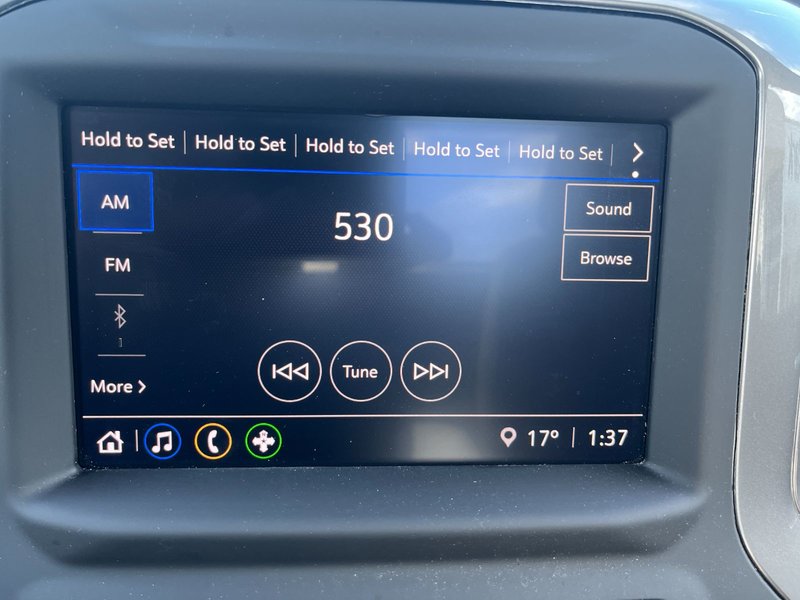 Hold to Set | Hold to Set | Hold to Set | Hold to Set | Hold to Set |
AM
530
Sound
FM
Browse
1
Tune
More
17° | 1:37